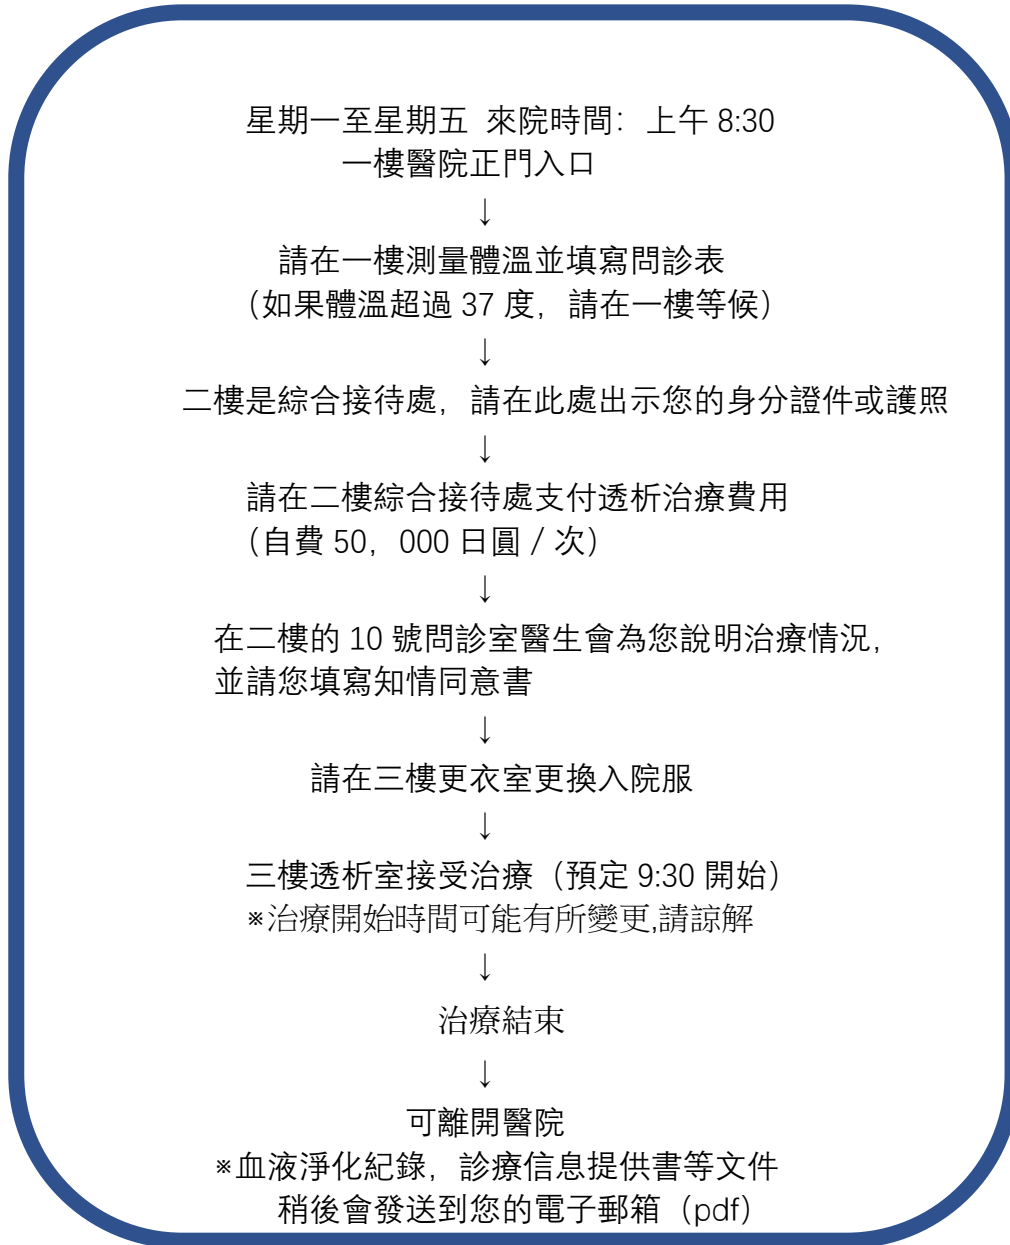 星期一至星期五 來院時間：上午 8:30
一樓醫院正門入口
↓
請在一樓測量體溫並填寫問診表
（如果體溫超過 37 度，請在一樓等候）
↓
二樓是綜合接待處，請在此處出示您的身分證件或護照
↓
請在二樓綜合接待處支付透析治療費用
（自費 50，000 日圓 / 次）
↓
在二樓的 10 號問診室醫生會為您說明治療情況，
並請您填寫知情同意書
↓
請在三樓更衣室更換入院服
↓
三樓透析室接受治療（預定 9:30 開始）
※治療開始時間可能有所變更,請諒解
↓
治療結束
↓
可離開醫院
※血液淨化紀錄，診療信息提供書等文件
稍後會發送到您的電子郵箱（pdf）